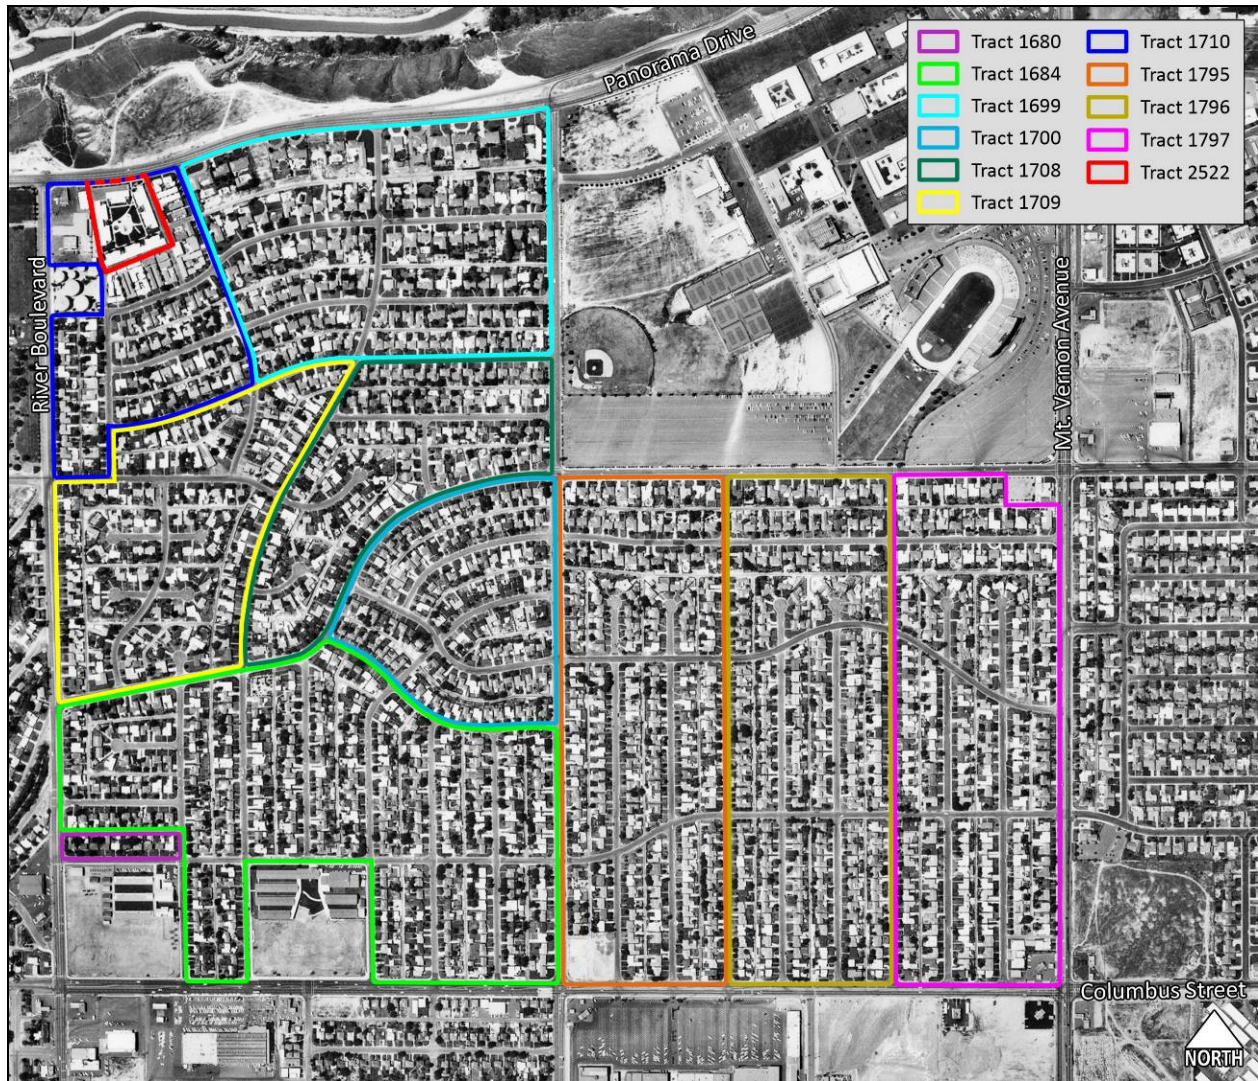 Panorama Drive
Tract 1680
Tract 1684
Tract 1699
Tract 1700
Tract 1708
Tract 1709
Tract 1710
Tract 1795
Tract 1796
Tract 1797
Tract 2522
River Boulevard
Mt. Vernon Avenue
Columbus Street
NORTH